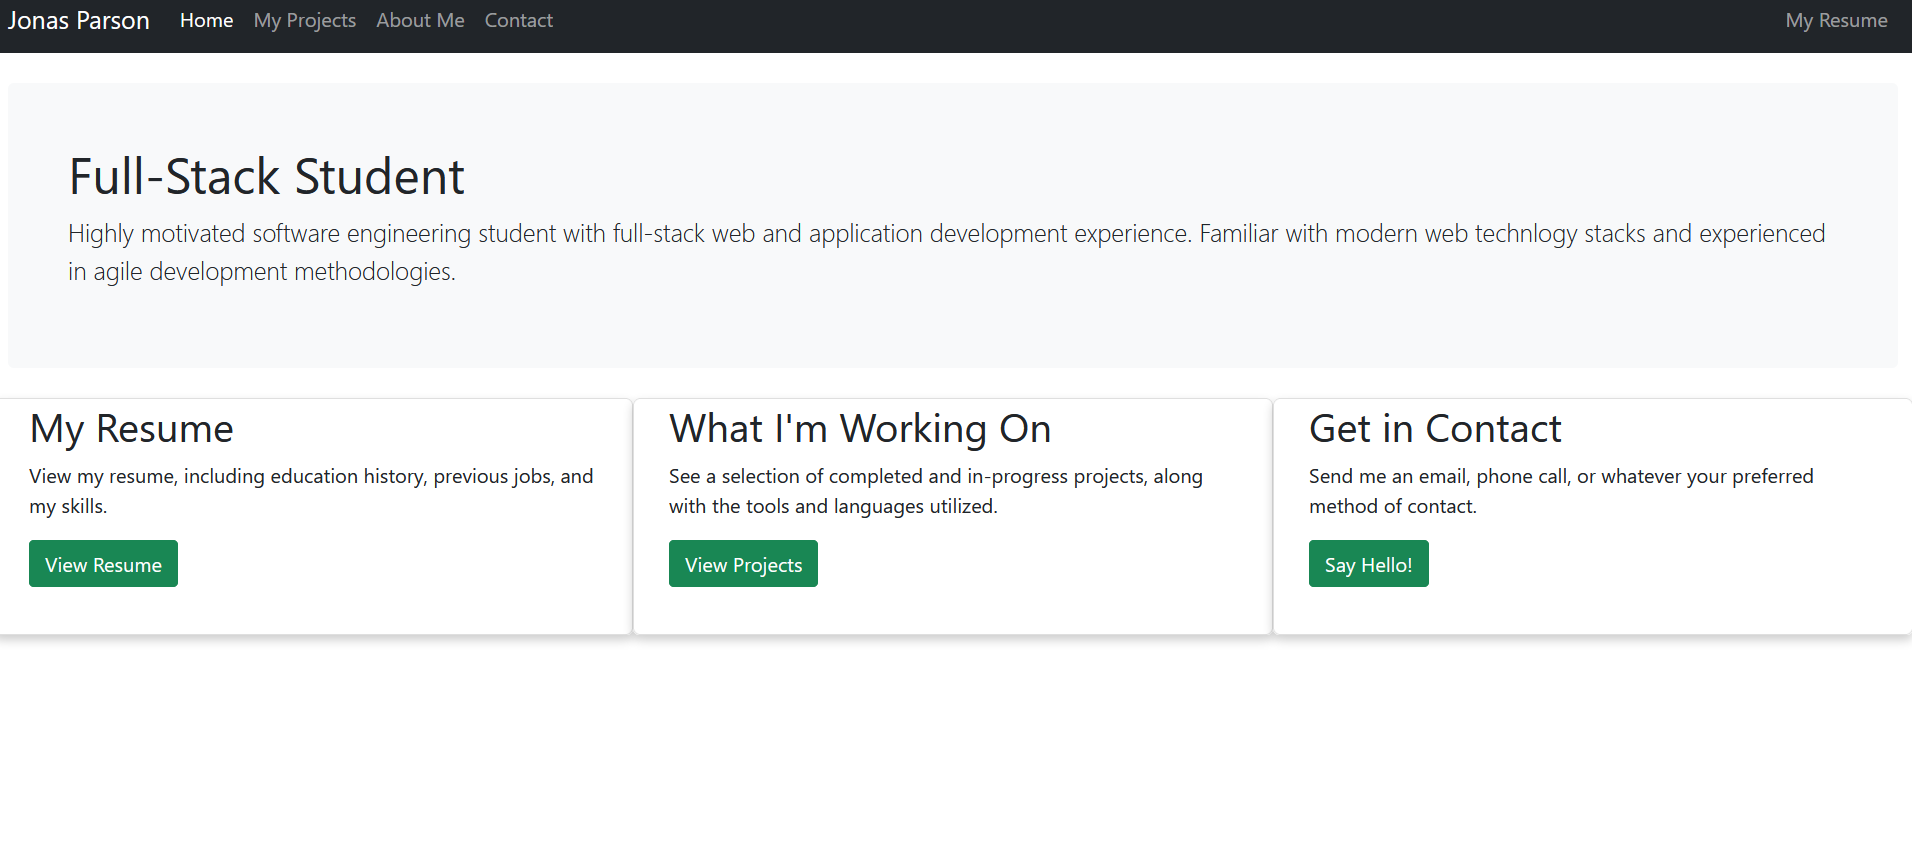 Jonas Parson Home My Projects About Me Contact My Resume
Full-Stack Student
Highly motivated software engineering student with full-stack web and application development experience. Familiar with modern web technlogy stacks and experienced
in agile development methodologies.
My Resume
View my resume, including education history, previous jobs, and
my skills.
View Resume
What I'm Working On
See a selection of completed and in-progress projects, along
with the tools and languages utilized.
View Projects
Get in Contact
Send me an email, phone call, or whatever your preferred
method of contact.
Say Hello!